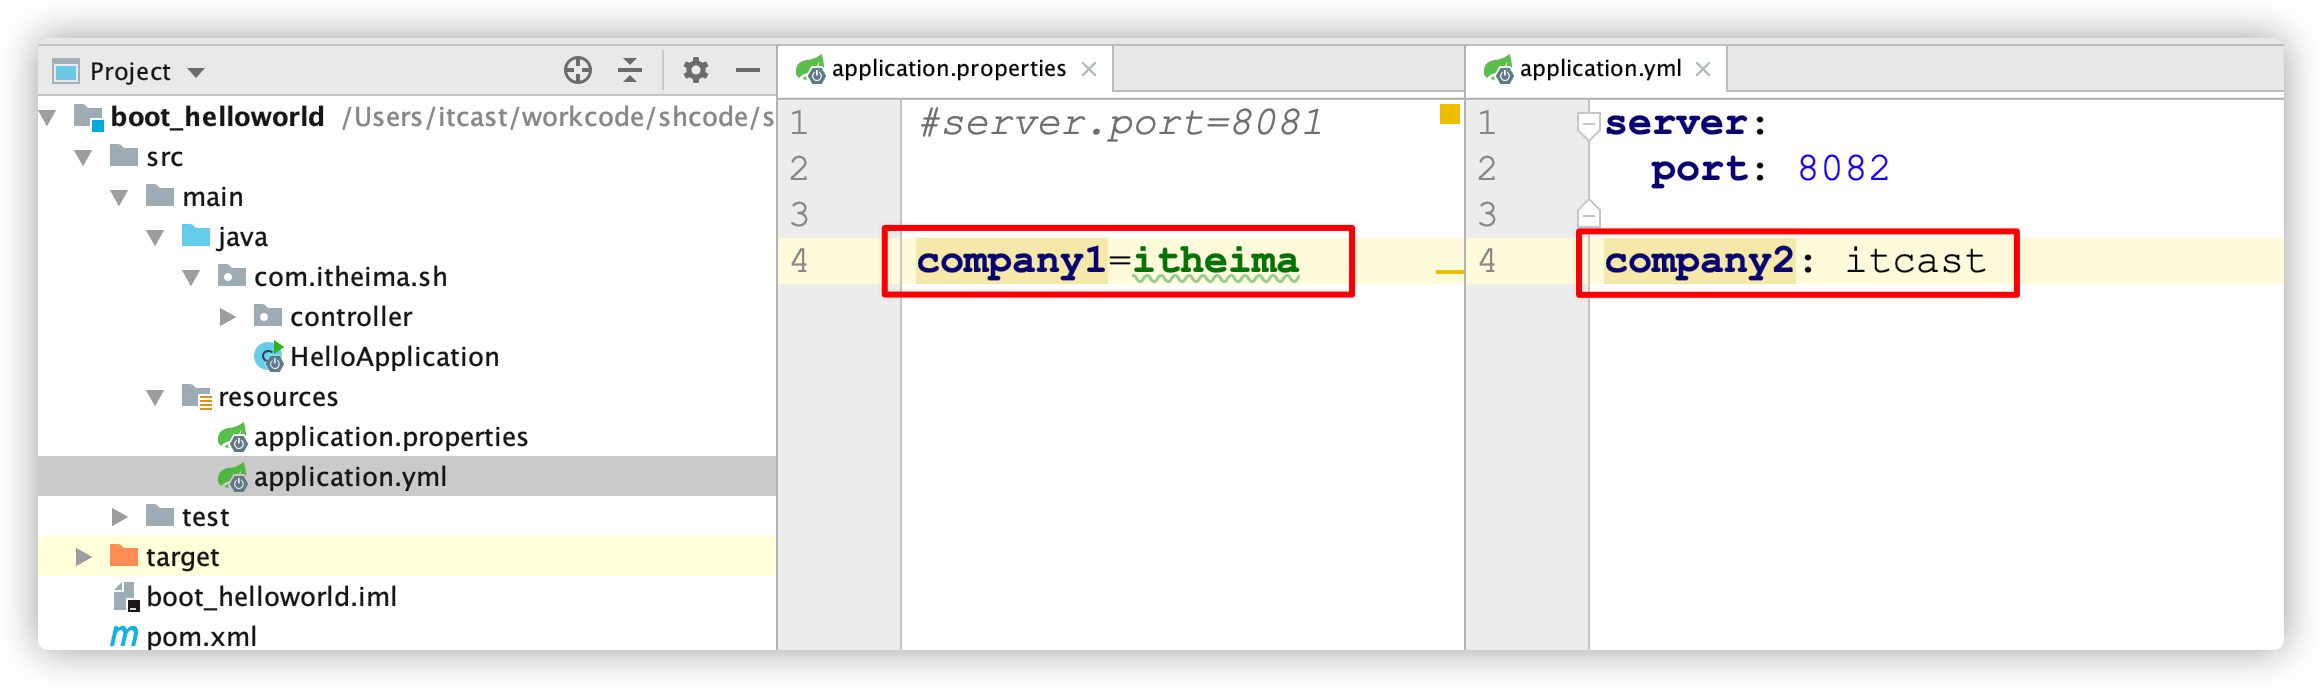 Project
boot_helloworld /Users/itcast/workcode/shcode/s
src
main
java
com.itheima.sh
controller
HelloApplication
resources
application.properties
application.yml
test
target
boot_helloworld.iml
pom.xml
application.properties
1 #server.port=8081
2
3
4 company1=itheima
application.yml
1 server:
2 port: 8082
3
4 company2: itcast